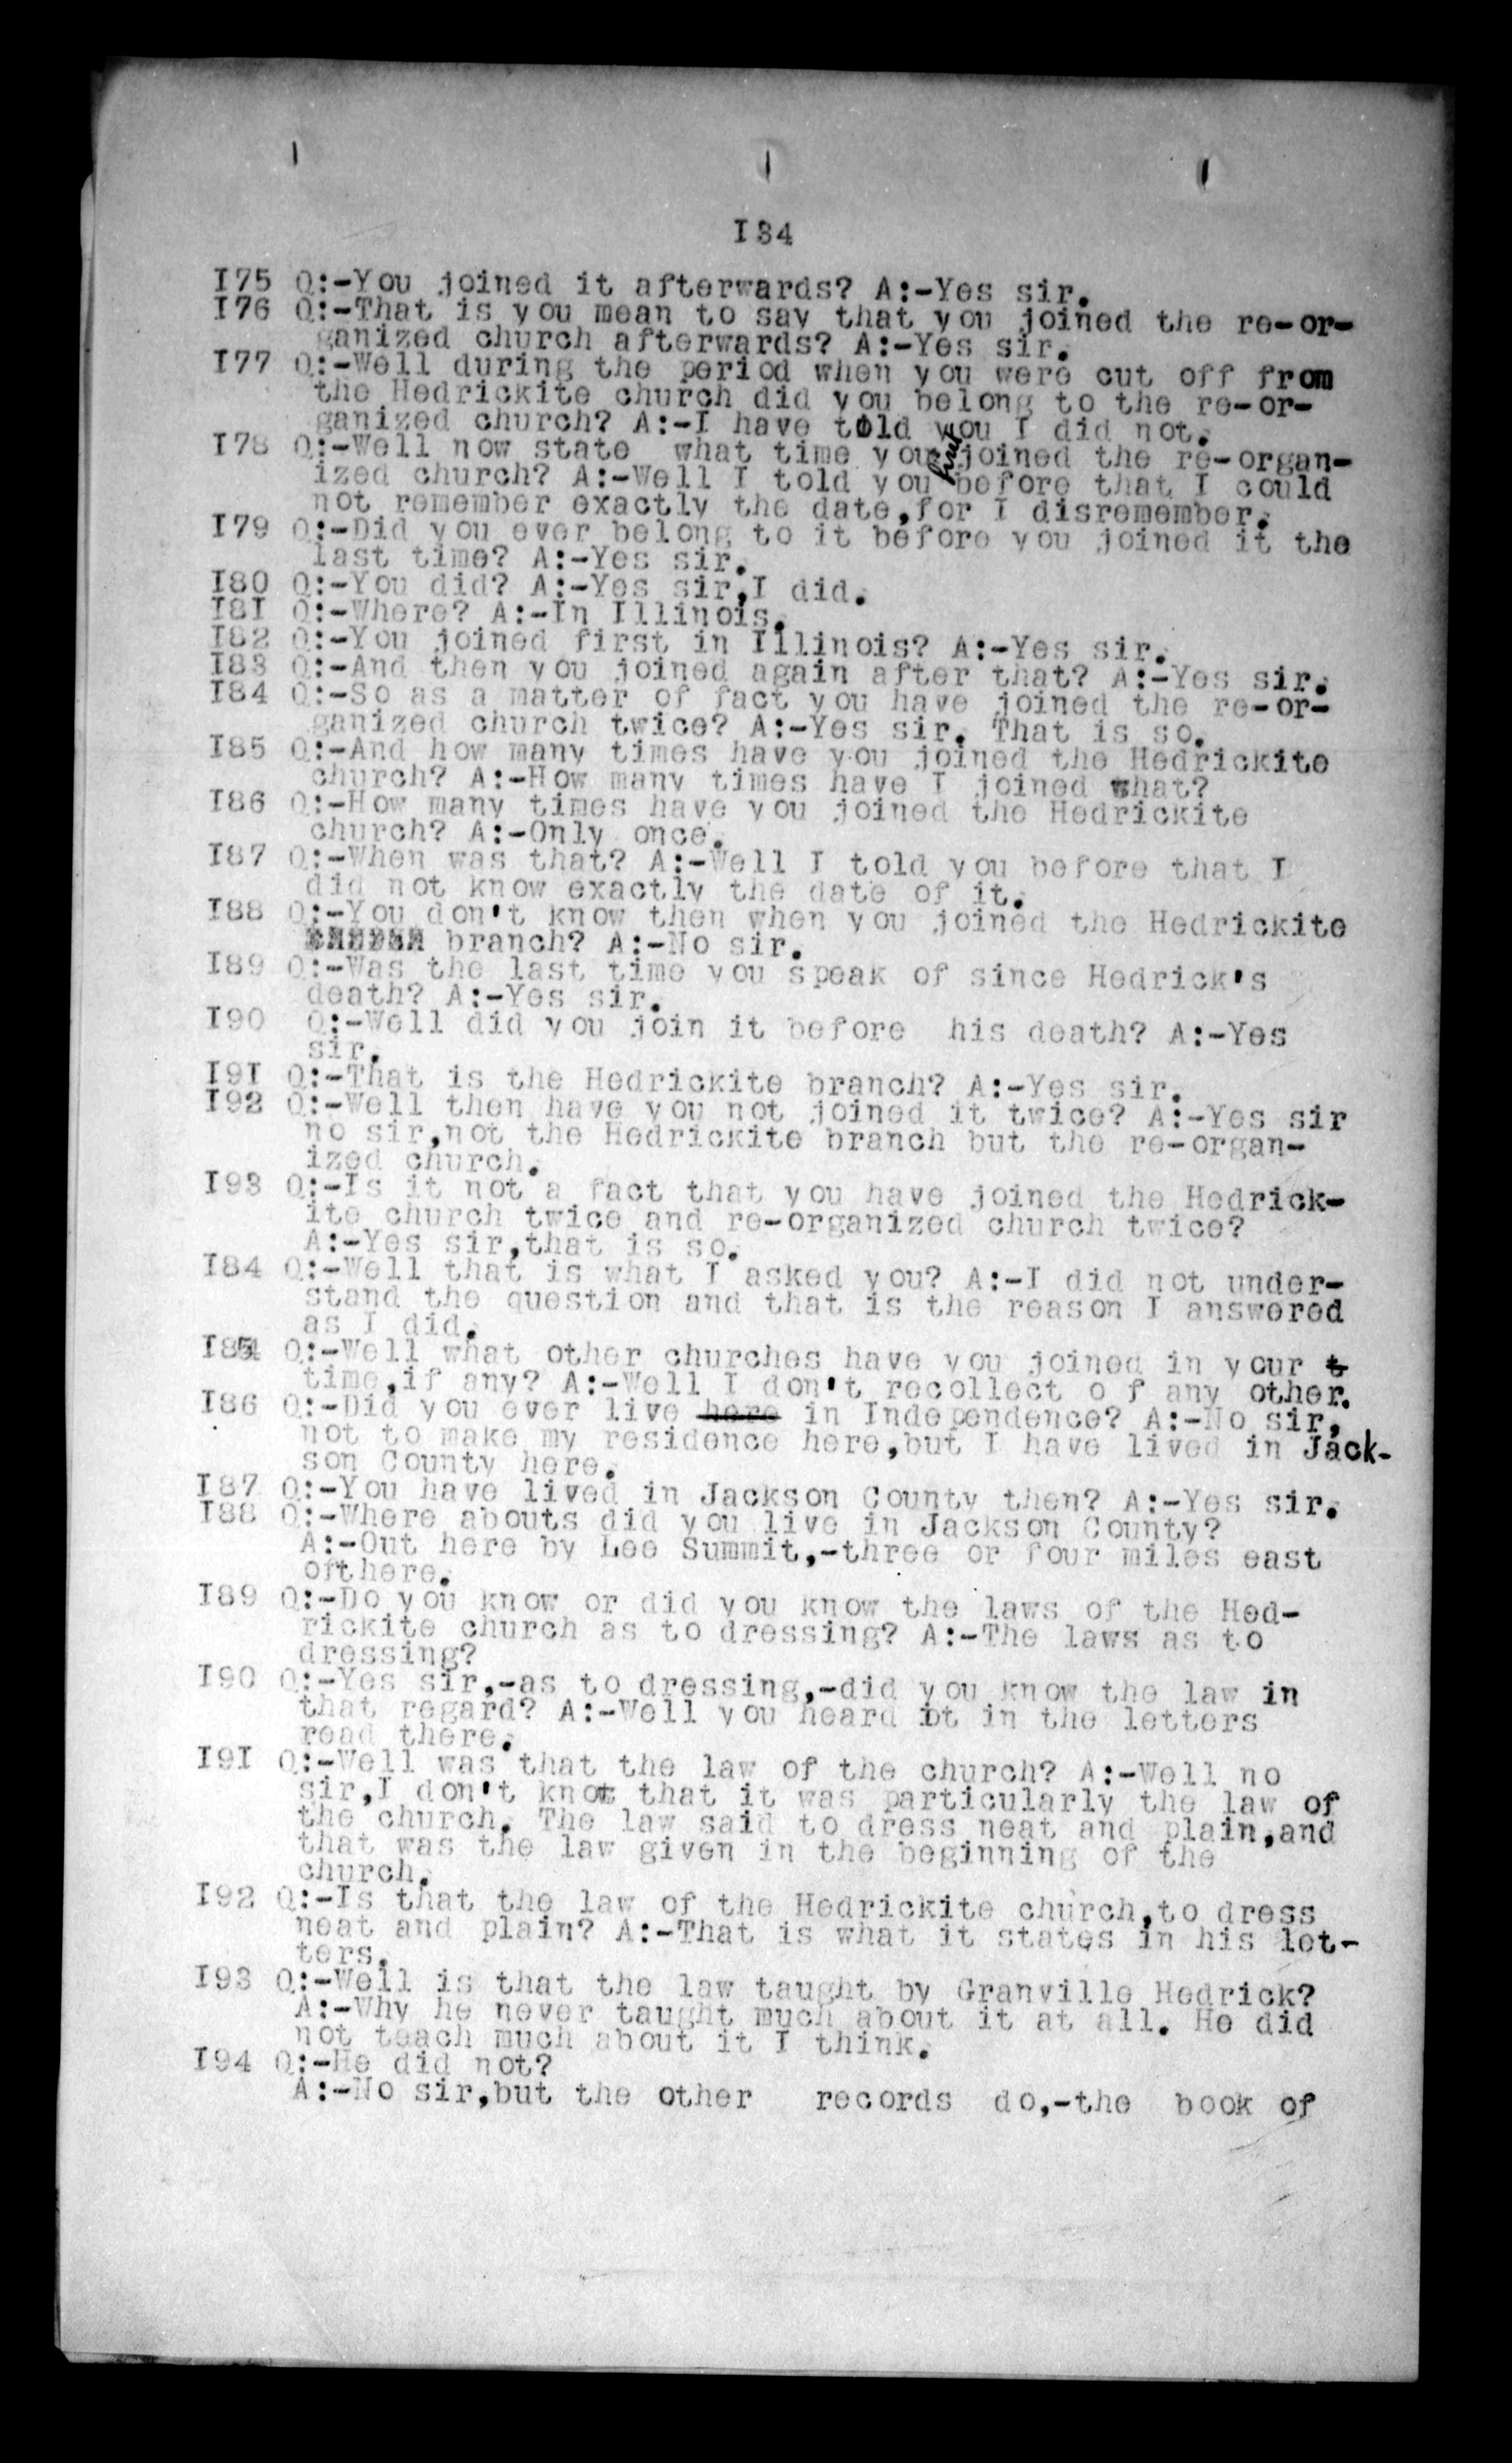 I34
I75 Q:-You joined it afterwards? A:-Yes sir.
I76 Q:-That is you mean to say that you joined the re-or-
ganized church afterwards? A:-Yes sir.
I77 Q:-Well during the period when you were cut off from
the Hedrickite church did you belong to the re-or-
ganized church? A:-I have told you I did not.
I78 Q:-Well now state what time you first joined the re-organ-
ized church? A:-Well I told you before that I could
not remember exactly the date,for I disremember.
I79 Q:-Did you ever belong to it before you joined it the
last time? A:-Yes sir.
I80 Q:-You did? A:-Yes sir,I did.
I8I Q:-Where? A:-In Illinois.
I82 Q:-You joined first in Illinois? A:-Yes sir.
I83 Q:-And then you joined again after that? A:-Yes sir.
I84 Q:-So as a matter of fact you have joined the re-or-
ganized church twice? A:-Yes sir. That is so.
I85 Q:-And how many times have you joined the Hedrickite
church? A:-How many times have I joined what?
I86 Q:-How many times have you joined the Hedrickite
church? A:-Only once.
I87 Q:-When was that? A:-Well I told you before that I
did not know exactly the date of it.
I88 Q:-You don't know then when you joined the Hedrickite
branch? A:-No sir.
I89 Q:-Was the last time you speak of since Hedrick's
death? A:-Yes sir.
I90 Q:-Well did you join it before his death? A:-Yes
sir.
I9I Q:-That is the Hedrickite branch? A:-Yes sir.
I92 Q:-Well then have you not joined it twice? A:-Yes sir
no sir,not the Hedrickite branch but the re-organ-
ized church.
I93 Q:-Is it not a fact that you have joined the Hedrick-
ite church twice and re-organized church twice?
A:-Yes sir,that is so.
I84 Q:-Well that is what I asked you? A:-I did not under-
stand the question and that is the reason I answered
as I did.
I85 Q:-Well what other churches have you joined in your t
time,if any? A:-Well I don't recollect o f any other.
I86 Q:-Did you ever live here in Independence? A:-No sir,
not to make my residence here,but I have lived in Jack-
son County here.
I87 Q:-You have lived in Jackson County then? A:-Yes sir.
I88 Q:-Where abouts did you live in Jackson County?
A:-Out here by Lee Summit,-three or four miles east
ofthere.
I89 Q:-Do you know or did you know the laws of the Hed-
rickite church as to dressing? A:-The laws as to
dressing?
I90 Q:-Yes sir,-as to dressing,-did you know the law in
that regard? A:-Well you heard it in the letters
read there.
I9I Q:-Well was that the law of the church? A:-Well no
sir,I don't know that it was particularly the law of
the church. The law said to dress neat and plain,and
that was the law given in the beginning of the
church.
I92 Q:-Is that the law of the Hedrickite church,to dress
neat and plain? A:-That is what it states in his let-
ters.
I93 Q:-Well is that the law taught by Granville Hedrick?
A:-Why he never taught much about it at all. He did
not teach much about it I think.
I94 Q:-He did not?
A:-No sir,but the other records do,-the book of